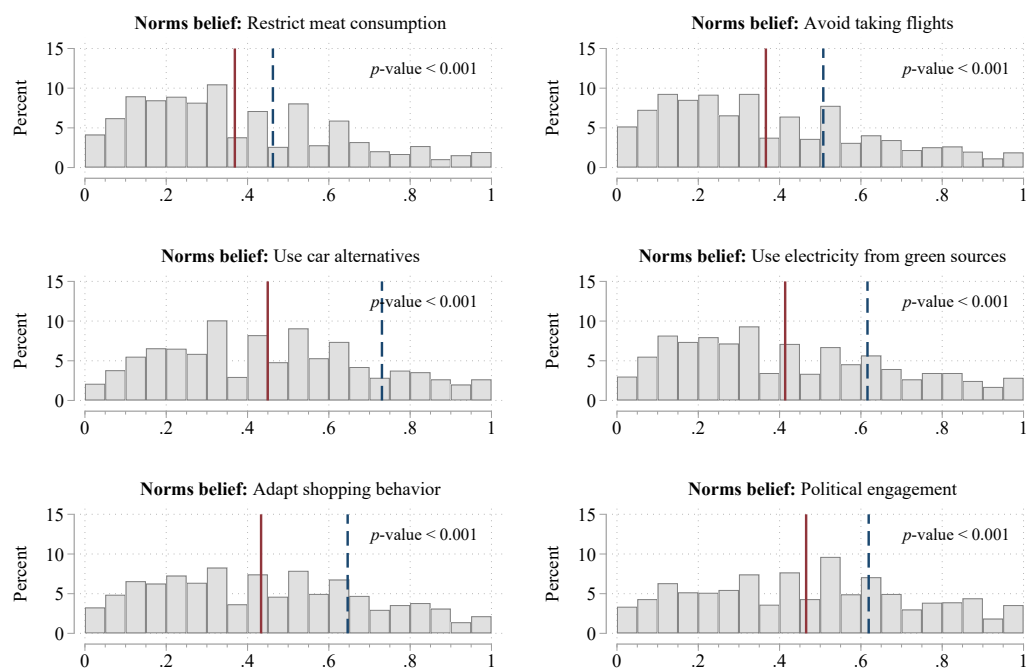 Norms belief: Restrict meat consumption
15
10
5
0
Percent
p-value < 0.001
0 .2 .4 .6 .8 1
Norms belief: Avoid taking flights
15
10
5
0
Percent
p-value < 0.001
0 .2 .4 .6 .8 1
Norms belief: Use car alternatives
15
10
5
0
Percent
p-value < 0.001
0 .2 .4 .6 .8 1
Norms belief: Use electricity from green sources
15
10
5
0
Percent
p-value < 0.001
0 .2 .4 .6 .8 1
Norms belief: Adapt shopping behavior
15
10
5
0
Percent
p-value < 0.001
0 .2 .4 .6 .8 1
Norms belief: Political engagement
15
10
5
0
Percent
p-value < 0.001
0 .2 .4 .6 .8 1